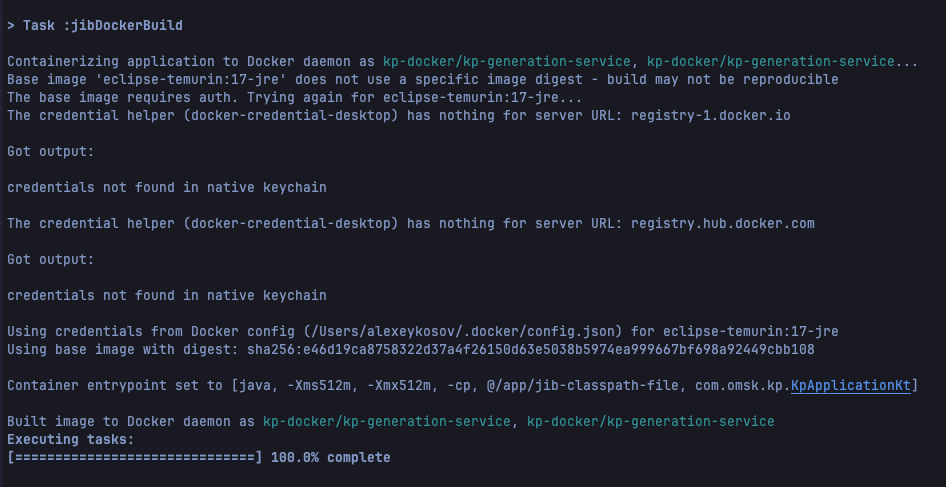 > Task :jibDockerBuild
Containerizing application to Docker daemon as kp-docker/kp-generation-service, kp-docker/kp-generation-service...
Base image 'eclipse-temurin:17-jre' does not use a specific image digest - build may not be reproducible
The base image requires auth. Trying again for eclipse-temurin:17-jre...
The credential helper (docker-credential-desktop) has nothing for server URL: registry-1.docker.io
Got output:
credentials not found in native keychain
The credential helper (docker-credential-desktop) has nothing for server URL: registry.hub.docker.com
Got output:
credentials not found in native keychain
Using credentials from Docker config (/Users/alexeykosov/.docker/config.json) for eclipse-temurin:17-jre
Using base image with digest: sha256:e46d19ca8758322d37a4f26150d63e5038b5974ea999667bf698a92449cbb108
Container entrypoint set to [java, -Xms512m, -Xmx512m, -cp, @/app/jib-classpath-file, com.omsk.kp.KpApplicationKt]
Built image to Docker daemon as kp-docker/kp-generation-service, kp-docker/kp-generation-service
Executing tasks:
[==============================] 100.0% complete